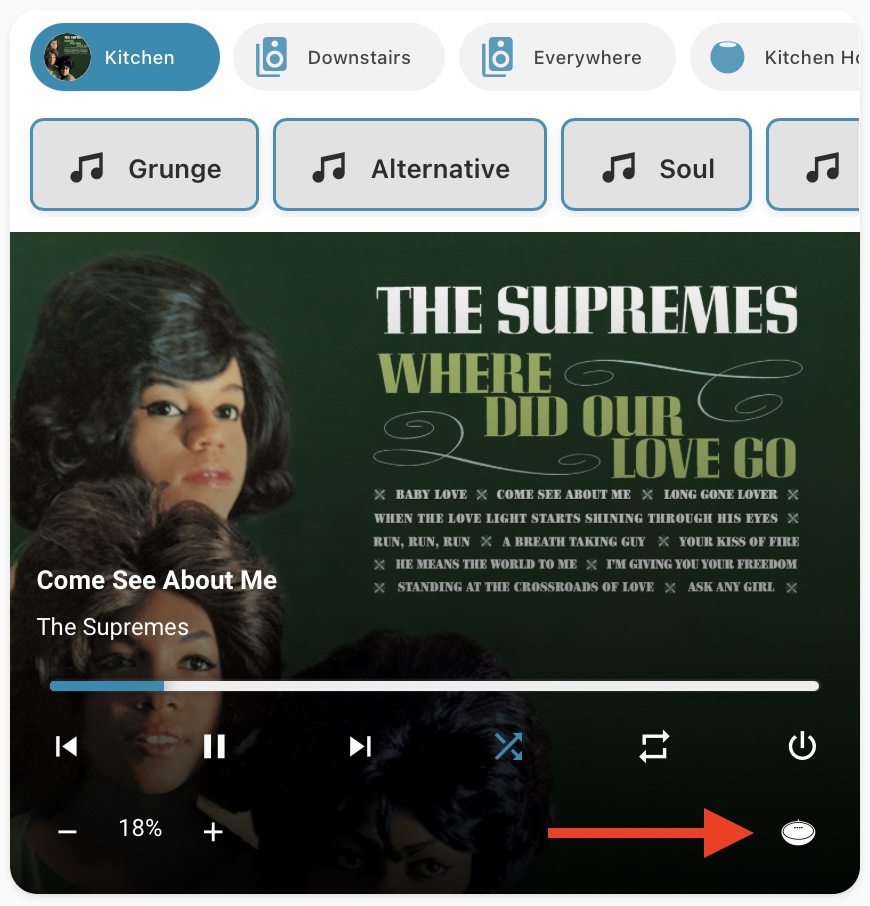 Kitchen
Downstairs
Everywhere
Kitchen Ho
Grunge
Alternative
Soul
THE SUPREMES
WHERE
DID OUR
LOVE GO
BABY LOVE COME SEE ABOUT ME LONG GONE LOVER
WHEN THE LOVE LIGHT STARTS SHINING THROUGH HIS EYES
RUN, RUN, RUN A BREATH TAKING GUY YOUR KISS OF FIRE
HE MEANS THE WORLD TO ME I'M GIVING YOU YOUR FREEDOM
STANDING AT THE CROSSROADS OF LOVE ASK ANY GIRL
Come See About Me
The Supremes
18%